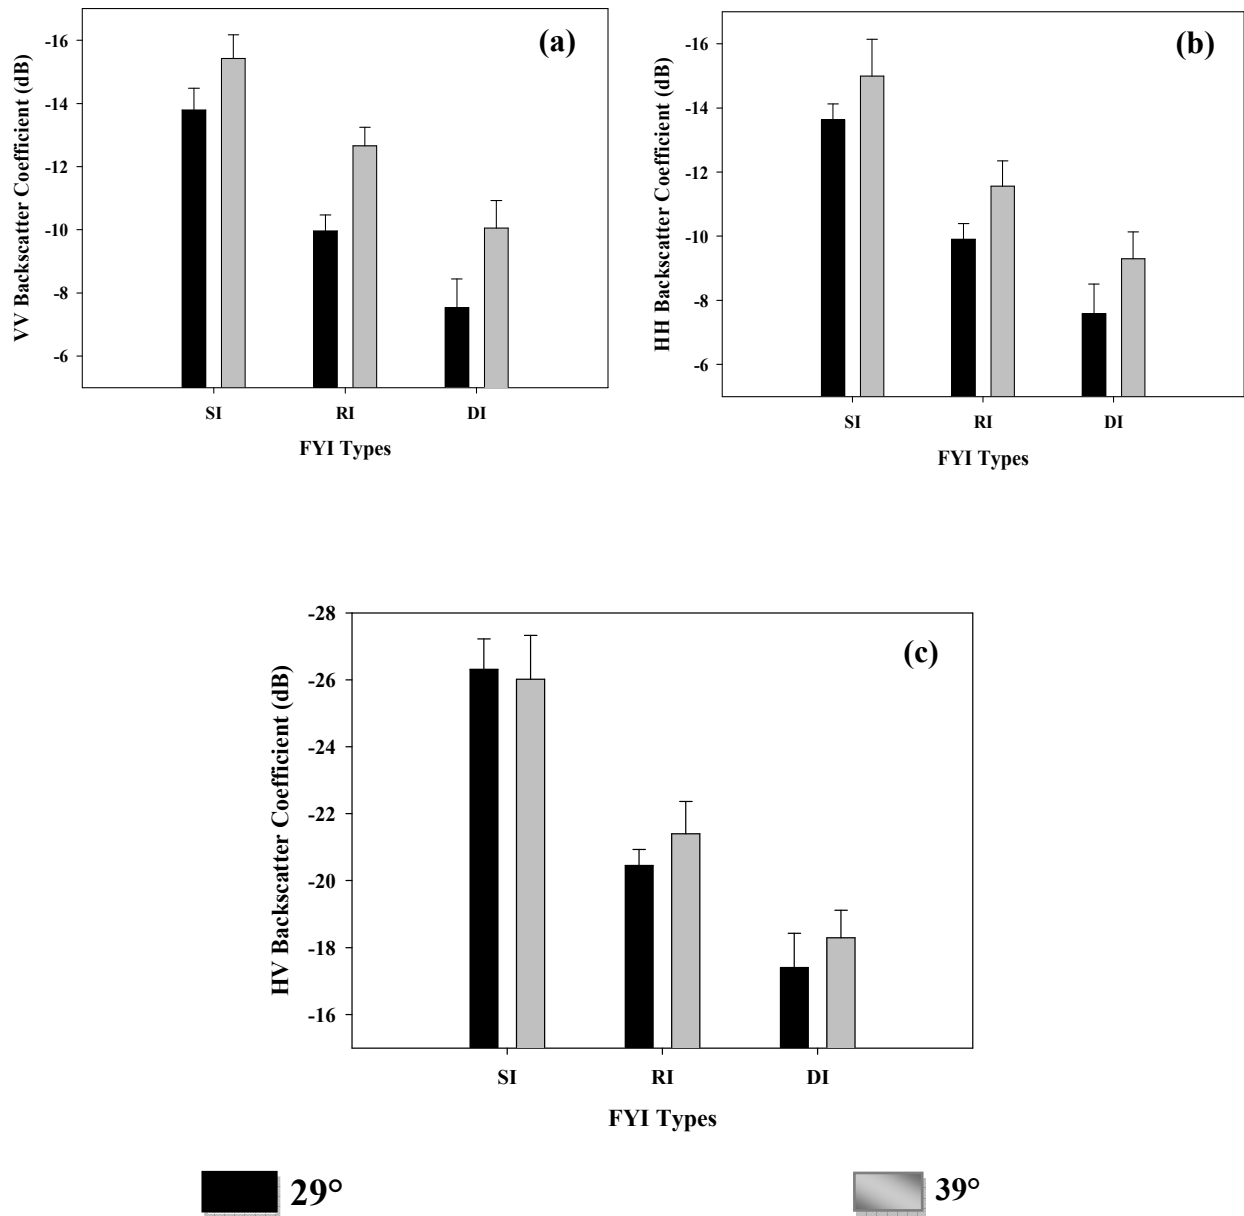 (a)
VV Backscatter Coefficient (dB)
-16
-14
-12
-10
-8
-6
SI RI DI
FYI Types
(b)
HH Backscatter Coefficient (dB)
-16
-14
-12
-10
-8
-6
SI RI DI
FYI Types
(c)
HV Backscatter Coefficient (dB)
-28
-26
-24
-22
-20
-18
-16
SI RI DI
FYI Types
29° 39°